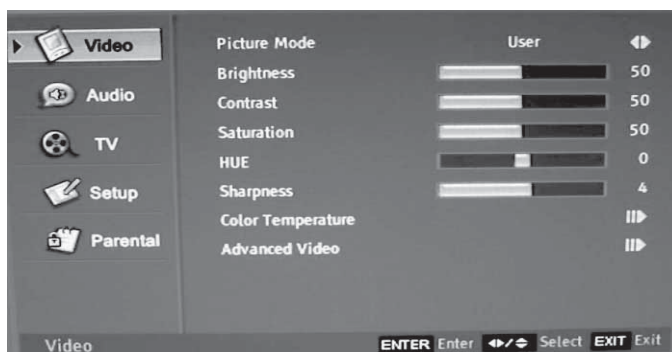 Video
Audio
TV
Setup
Parental
Picture Mode User
Brightness 50
Contrast 50
Saturation 50
HUE 0
Sharpness 4
Color Temperature
Advanced Video
Video ENTER Enter / Select EXIT Exit